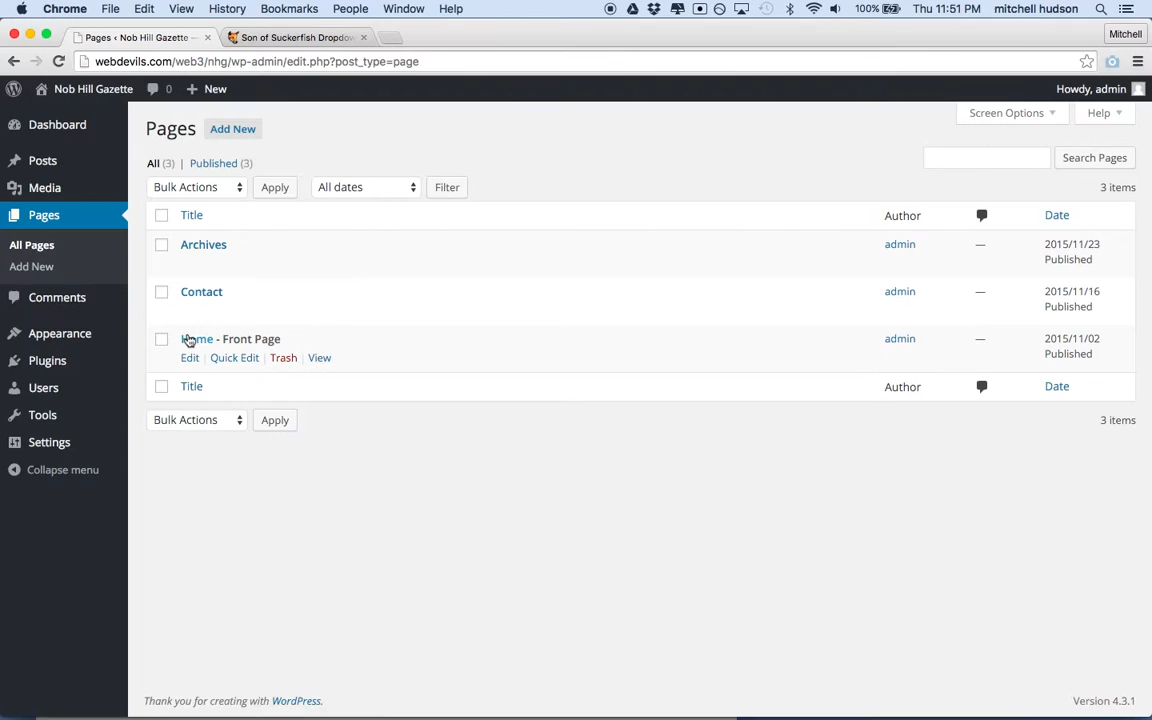 Chrome File Edit View History Bookmarks People Window Help 100% Thu 11:51 PM mitchell hudson
Pages ‹ Nob Hill Gazette — Son of Suckerfish Dropdow Mitchell
webdevils.com/web3/nhg/wp-admin/edit.php?post_type=page
Nob Hill Gazette 0 New Howdy, admin
Dashboard
Posts
Media
Pages
All Pages
Add New
Comments
Appearance
Plugins
Users
Tools
Settings
Collapse menu
Screen Options Help
Pages Add New
All (3) | Published (3)
Search Pages
Bulk Actions Apply All dates Filter 3 items
Title Author Date
Archives admin — 2015/11/23
Published
Contact admin — 2015/11/16
Published
Home - Front Page admin — 2015/11/02
Published
Edit | Quick Edit | Trash | View
Title Author Date
Bulk Actions Apply 3 items
Thank you for creating with WordPress. Version 4.3.1